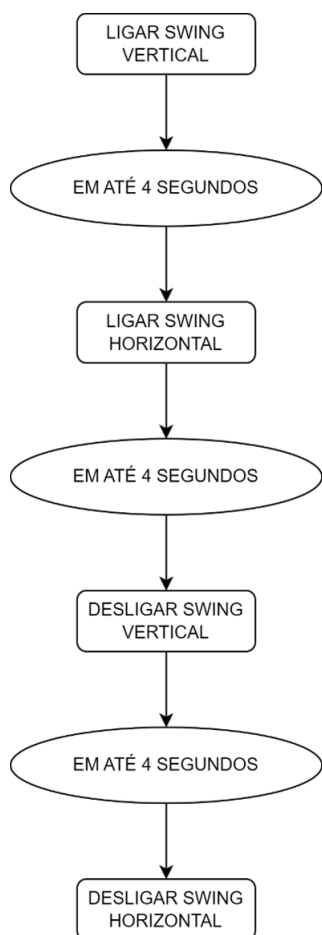 LIGAR SWING
VERTICAL
EM ATÉ 4 SEGUNDOS
LIGAR SWING
HORIZONTAL
EM ATÉ 4 SEGUNDOS
DESLIGAR SWING
VERTICAL
EM ATÉ 4 SEGUNDOS
DESLIGAR SWING
HORIZONTAL